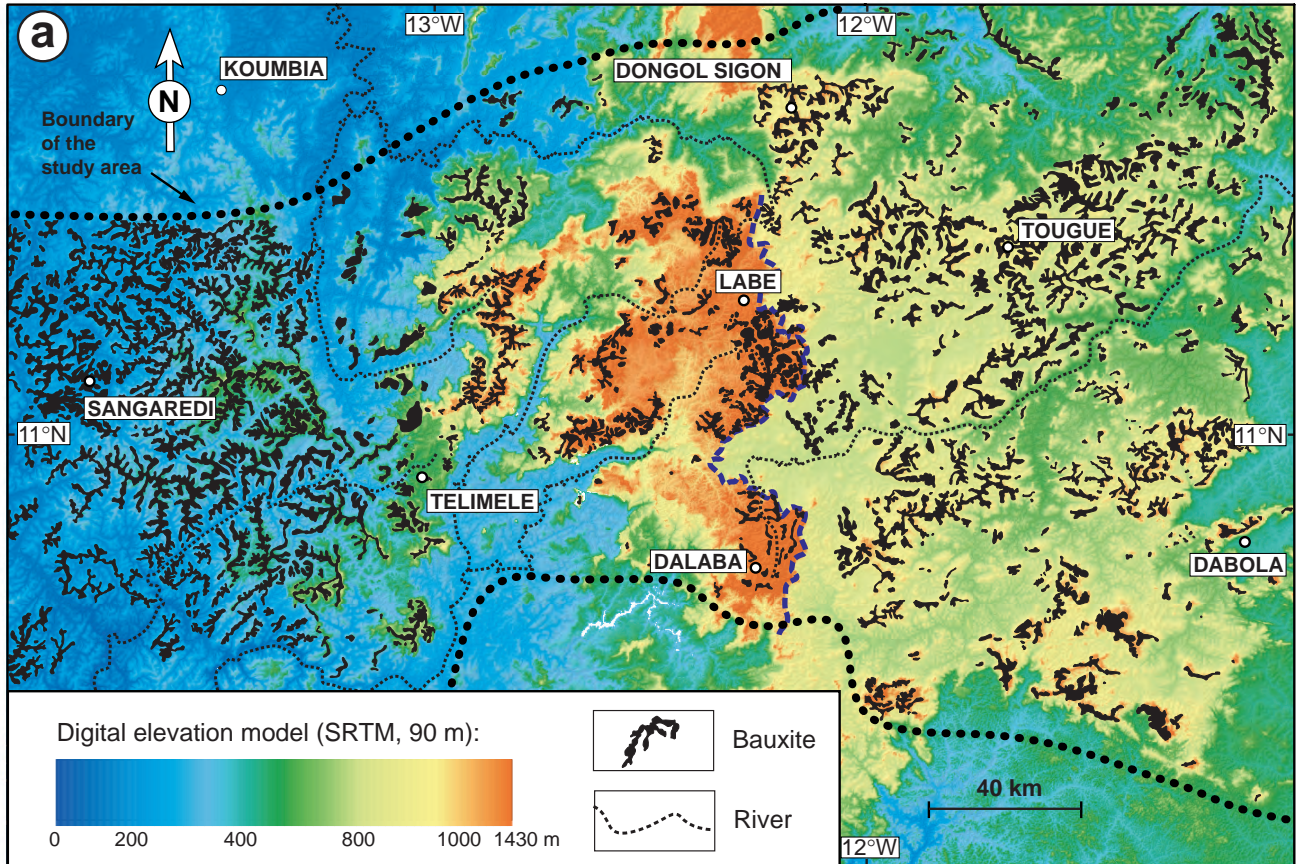 a
13°W
12°W
KOUMBIA
DONGOL SIGON
N
Boundary
of the
study area
TOUGUE
LABE
SANGAREDI
11°N
11°N
TELIMELE
DALABA
DABOLA
Digital elevation model (SRTM, 90 m):
0 200 400 800 1000 1430 m
Bauxite
River
40 km
12°W